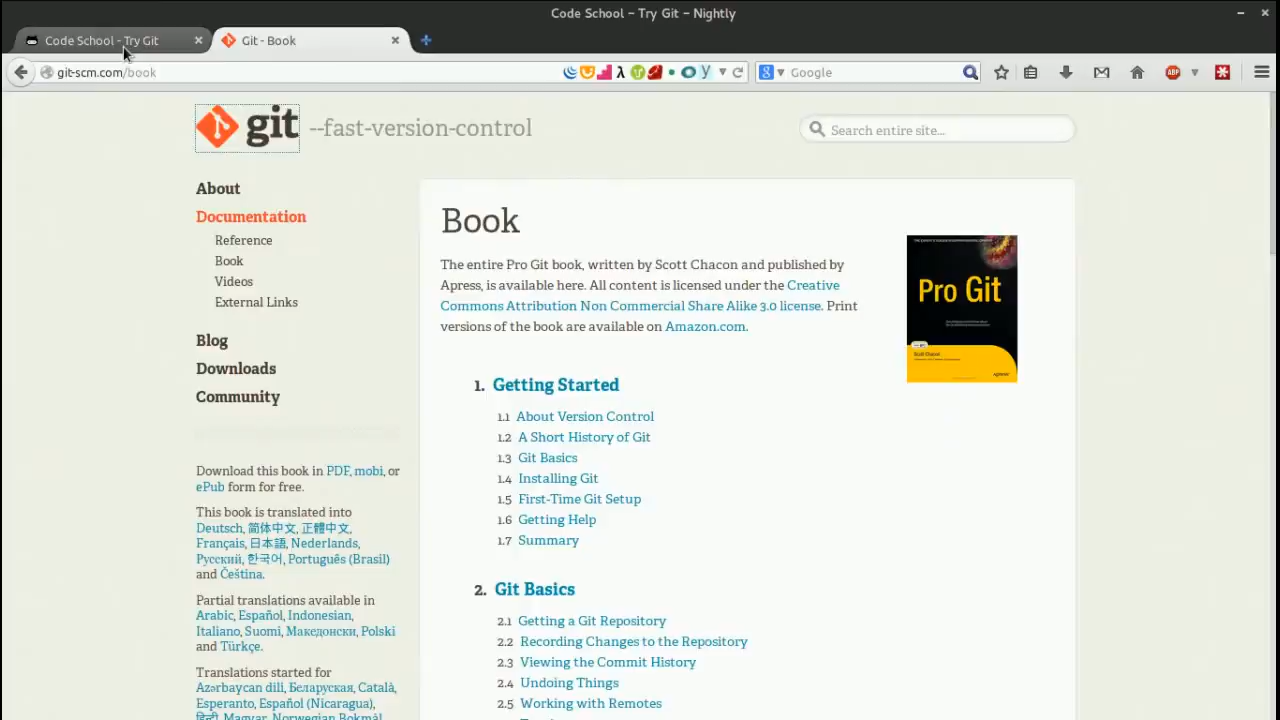 Code School – Try Git – Nightly
Code School - Try Git
Git - Book
git-scm.com/book
Google
git --fast-version-control
Search entire site...
About
Documentation
Reference
Book
Videos
External Links
Blog
Downloads
Community
Download this book in PDF, mobi, or
ePub form for free.
This book is translated into
Deutsch, 简体中文, 正體中文,
Français, 日本語, Nederlands,
Русский, 한국어, Português (Brasil)
and Čeština.
Partial translations available in
Arabic, Español, Indonesian,
Italiano, Suomi, Македонски, Polski
and Türkçe.
Translations started for
Azərbaycan dili, Беларуская, Català,
Esperanto, Español (Nicaragua),
हिन्दी, Magyar, Norwegian Bokmål,
Book
The entire Pro Git book, written by Scott Chacon and published by
Apress, is available here. All content is licensed under the Creative
Commons Attribution Non Commercial Share Alike 3.0 license. Print
versions of the book are available on Amazon.com.
Pro Git
Scott Chacon
Apress
1. Getting Started
1.1 About Version Control
1.2 A Short History of Git
1.3 Git Basics
1.4 Installing Git
1.5 First-Time Git Setup
1.6 Getting Help
1.7 Summary
2. Git Basics
2.1 Getting a Git Repository
2.2 Recording Changes to the Repository
2.3 Viewing the Commit History
2.4 Undoing Things
2.5 Working with Remotes